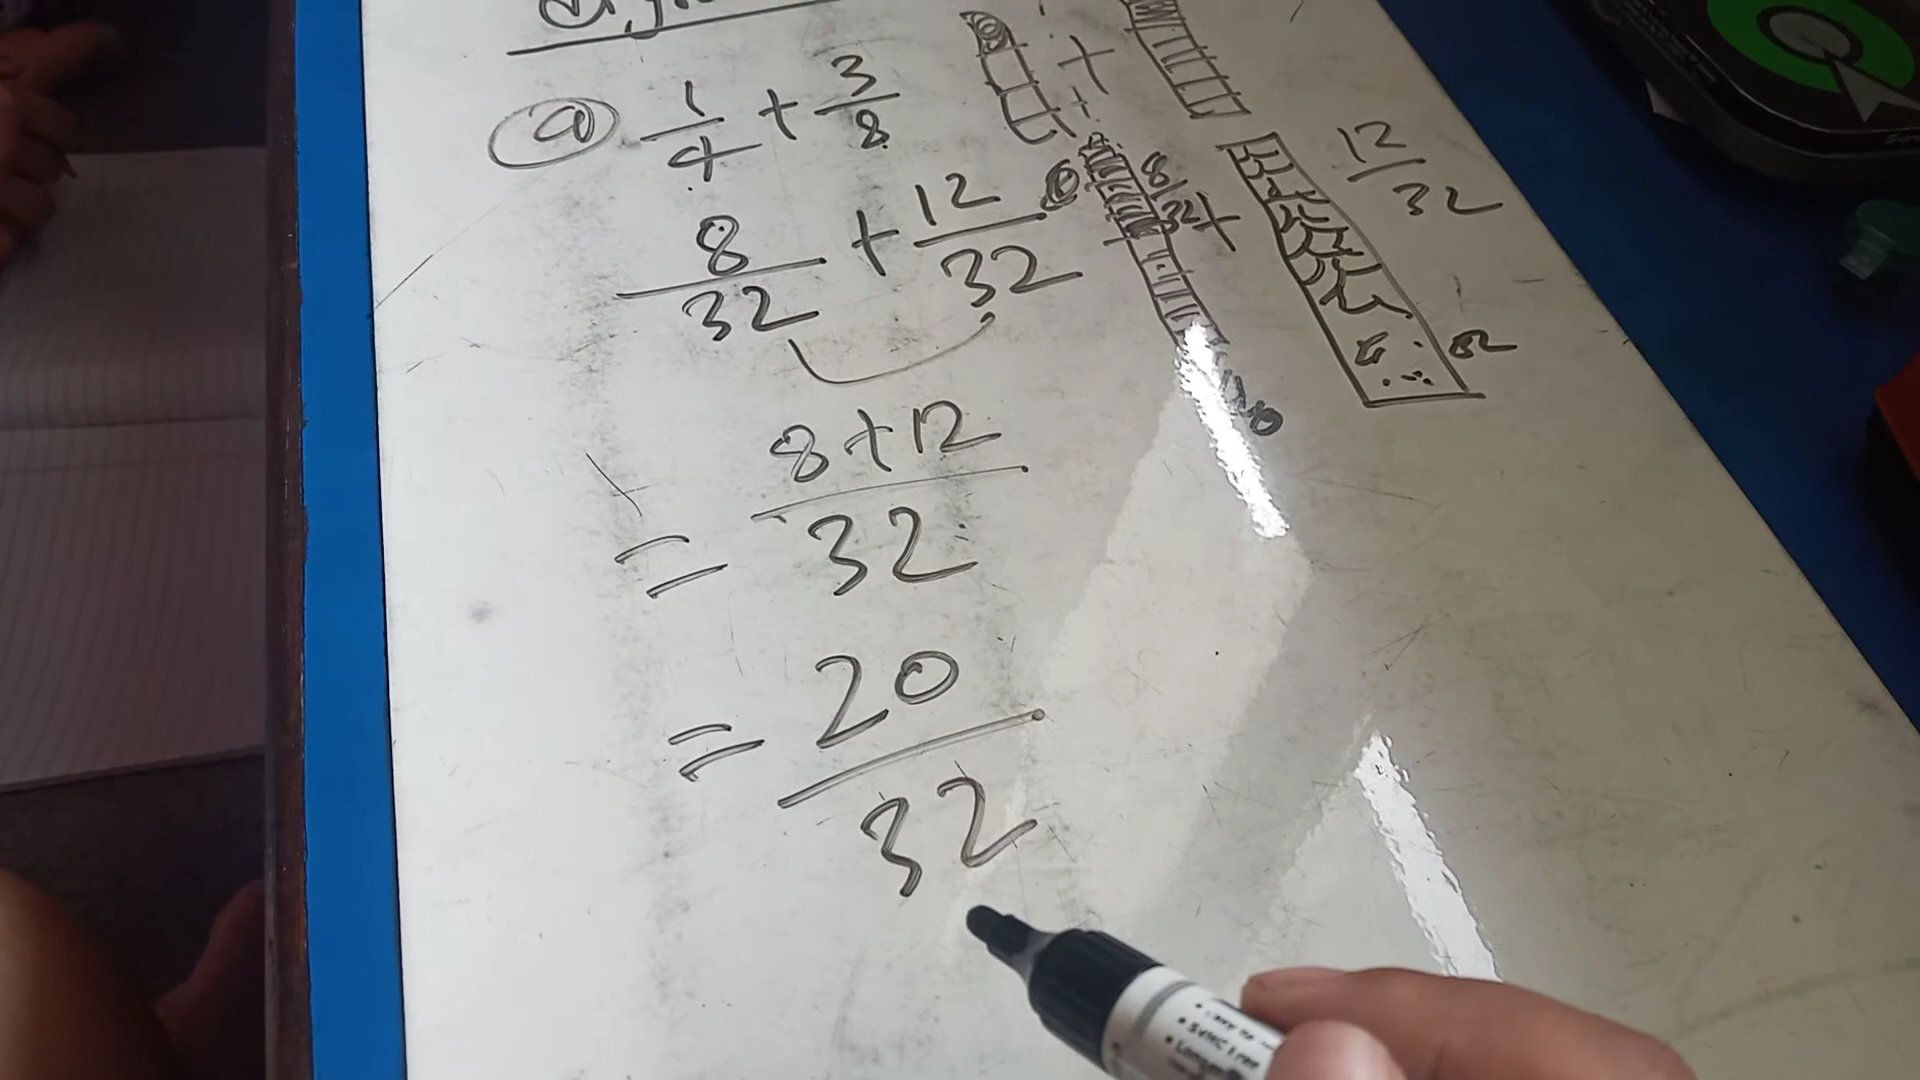 a) 1/4 + 3/8
8/32 + 12/32
= 8+12/32
= 20/32
+
8/32 +
12/32